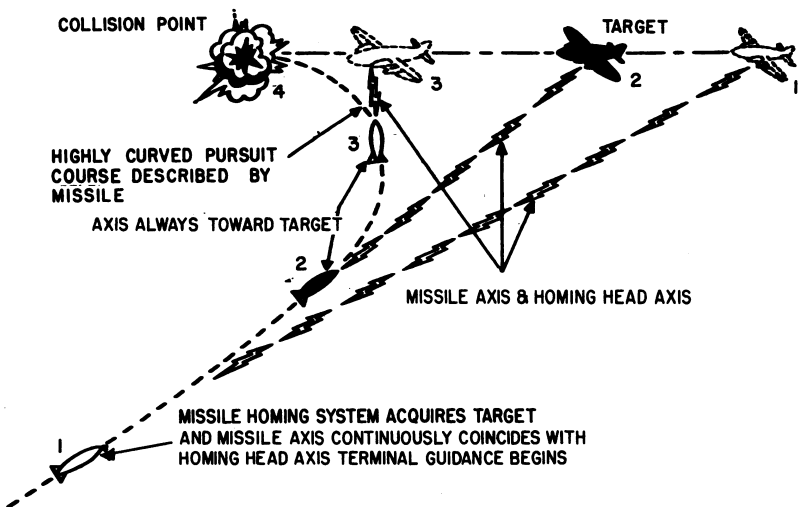 COLLISION POINT
TARGET
4
3
2
1
3
HIGHLY CURVED PURSUIT
COURSE DESCRIBED BY
MISSILE
AXIS ALWAYS TOWARD TARGET
2
MISSILE AXIS & HOMING HEAD AXIS
1
MISSILE HOMING SYSTEM ACQUIRES TARGET
AND MISSILE AXIS CONTINUOUSLY COINCIDES WITH
HOMING HEAD AXIS TERMINAL GUIDANCE BEGINS